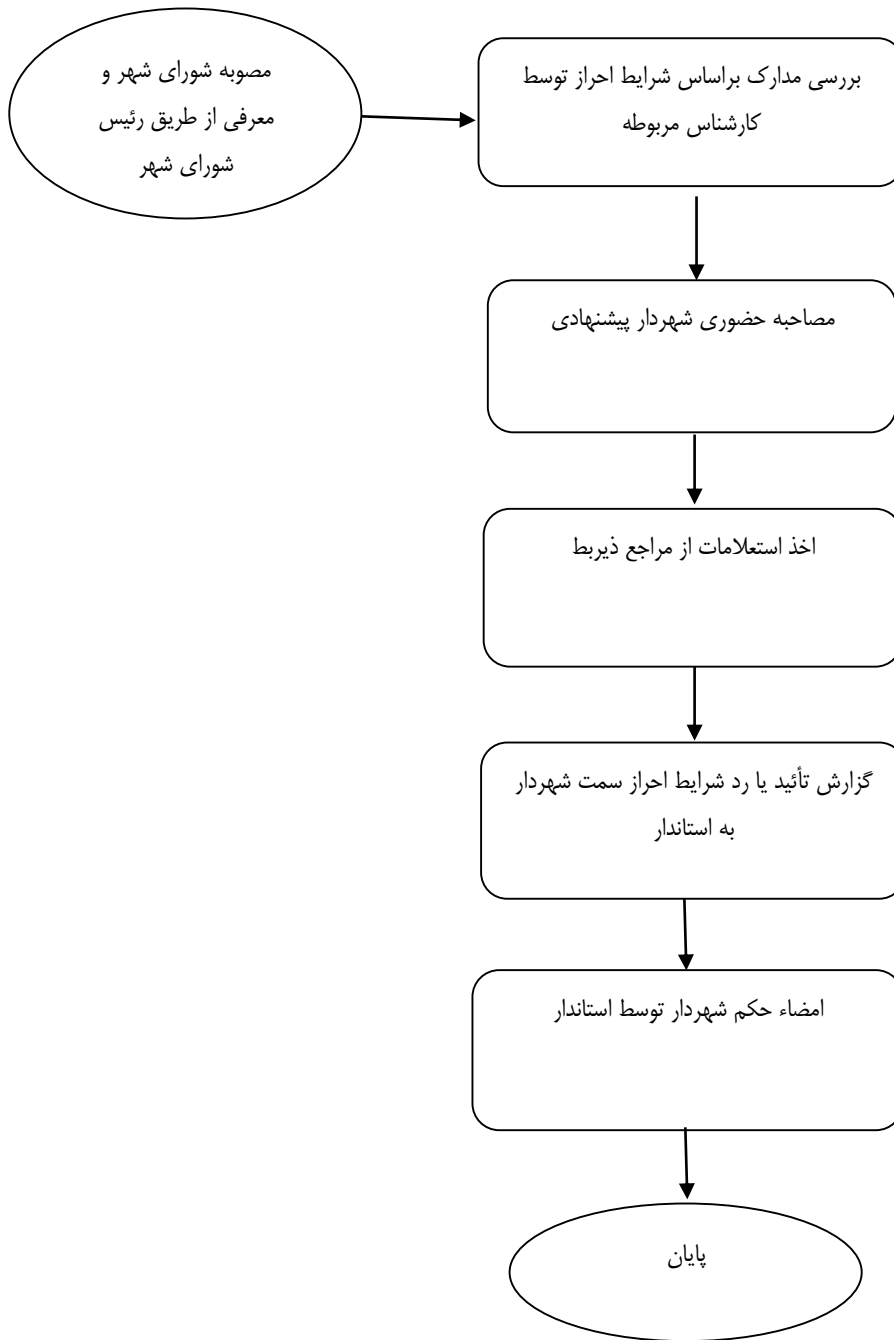 مصوبه شورای شهر و
معرفی از طریق رئیس
شورای شهر
بررسی مدارک براساس شرایط احراز توسط
کارشناس مربوطه
مصاحبه حضوری شهردار پیشنهادی
اخذ استعلامات از مراجع ذیربط
گزارش تأئید یا رد شرایط احراز سمت شهردار
به استاندار
امضاء حکم شهردار توسط استاندار
پایان